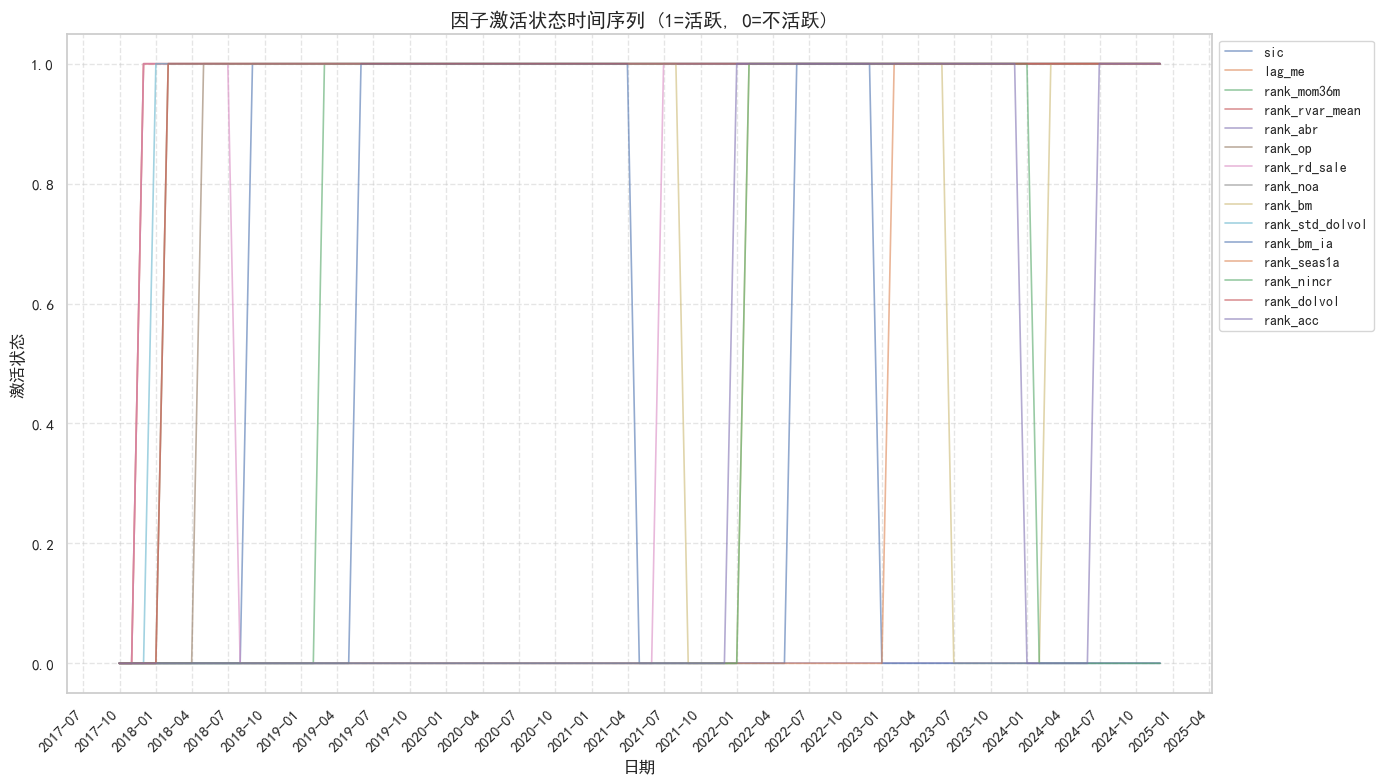 因子激活状态时间序列 (1=活跃, 0=不活跃)
激活状态
1.0
0.8
0.6
0.4
0.2
0.0
2017-07
2017-10
2018-01
2018-04
2018-07
2018-10
2019-01
2019-04
2019-07
2019-10
2020-01
2020-04
2020-07
2020-10
2021-01
2021-04
2021-07
2021-10
2022-01
2022-04
2022-07
2022-10
2023-01
2023-04
2023-07
2023-10
2024-01
2024-04
2024-07
2024-10
2025-01
2025-04
日期
sic
lag_me
rank_mom36m
rank_rvar_mean
rank_abr
rank_op
rank_rd_sale
rank_noa
rank_bm
rank_std_dolvol
rank_bm_ia
rank_seas1a
rank_nincr
rank_dolvol
rank_acc